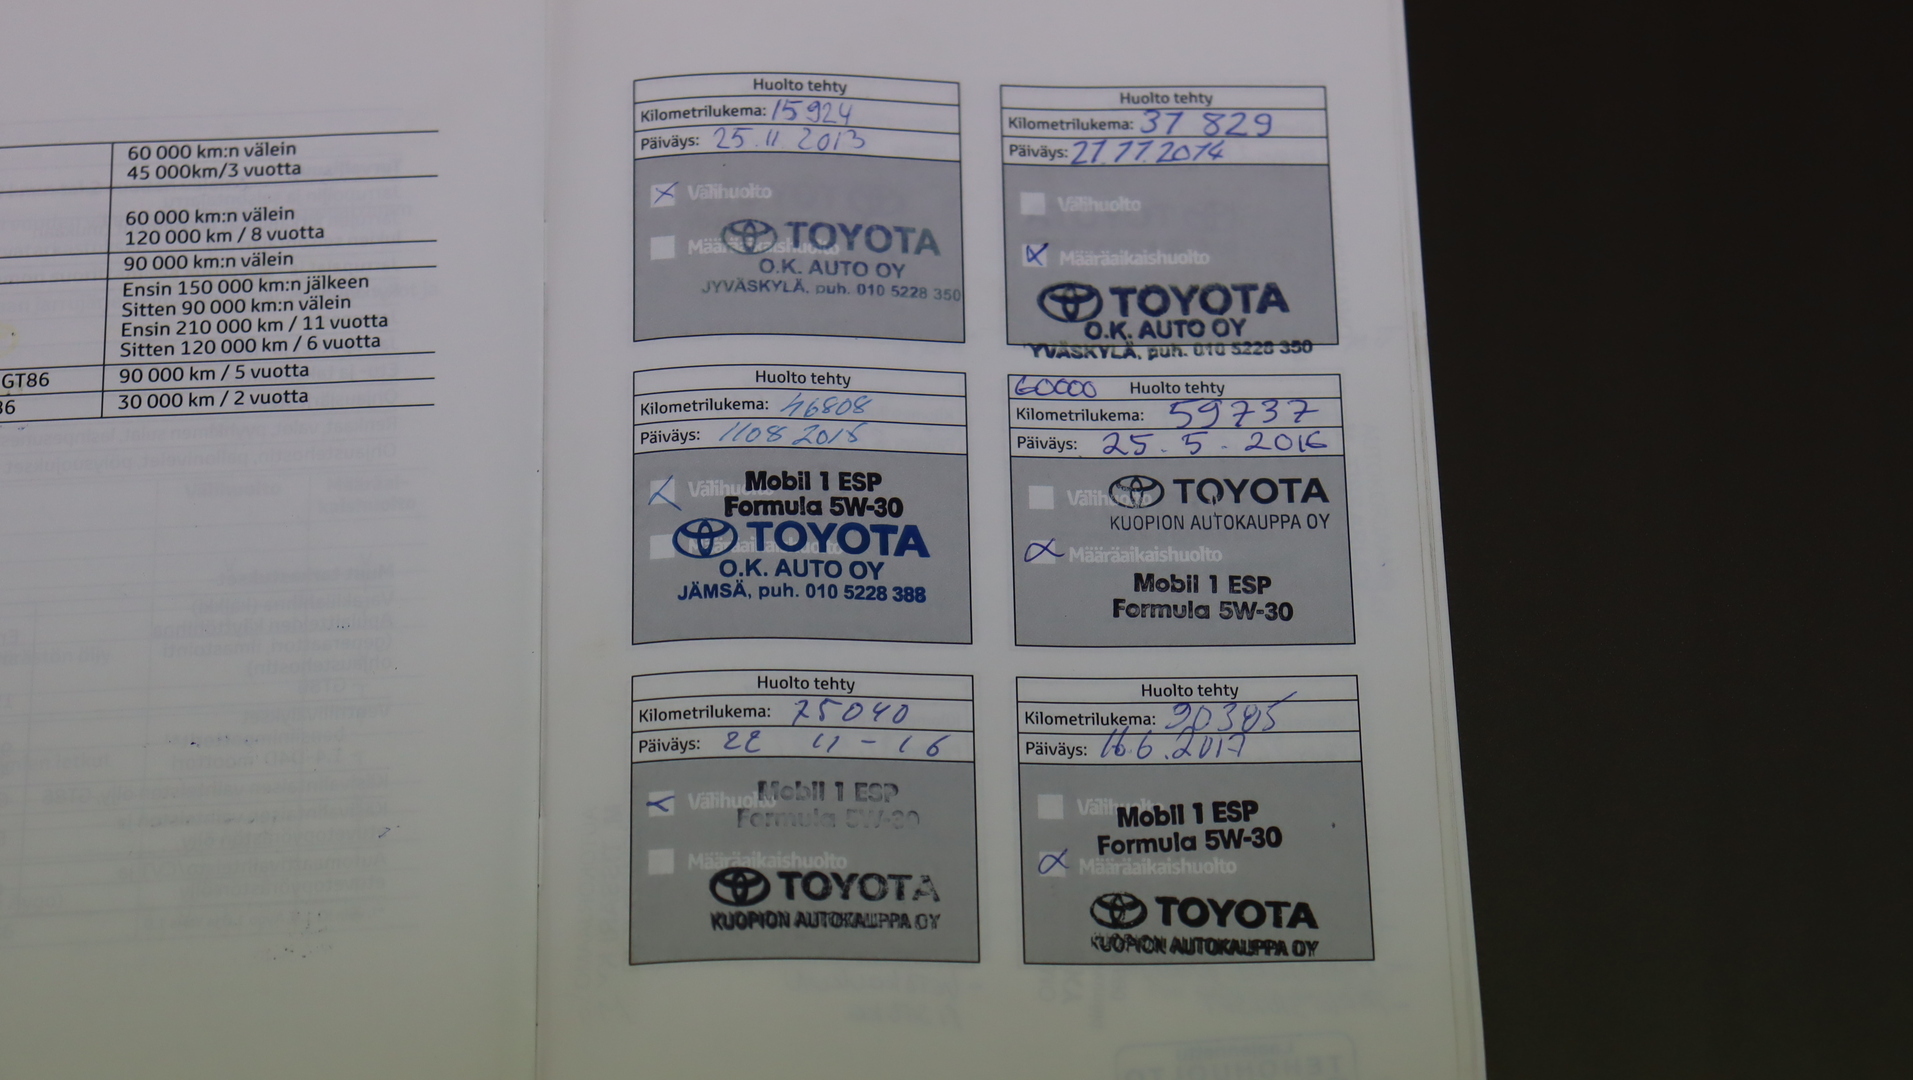 60 000 km:n välein
45 000km/3 vuotta
60 000 km:n välein
120 000 km / 8 vuotta
90 000 km:n välein
Ensin 150 000 km:n jälkeen
Sitten 90 000 km:n välein
Ensin 210 000 km / 11 vuotta
Sitten 120 000 km / 6 vuotta
GT86
90 000 km / 5 vuotta
30 000 km / 2 vuotta
Huolto tehty
Kilometrilukema: 15924
Päiväys: 25.11.2013
Välihuolto
Määräaikaishuolto
TOYOTA
O.K. AUTO OY
JYVÄSKYLÄ, puh. 010 5228 350
Huolto tehty
Kilometrilukema: 37 829
Päiväys: 21.11.2014
Välihuolto
Määräaikaishuolto
TOYOTA
O.K. AUTO OY
YVÄSKYLÄ, puh. 010 5228 350
Huolto tehty
Kilometrilukema: 46808
Päiväys: 1108 2015
Välihuolto
Mobil 1 ESP
Formula 5W-30
Määräaikaishuolto
TOYOTA
O.K. AUTO OY
JÄMSÄ, puh. 010 5228 388
60000 Huolto tehty
Kilometrilukema: 59737
Päiväys: 25.5-2016
Välihuolto
TOYOTA
KUOPION AUTOKAUPPA OY
Määräaikaishuolto
Mobil 1 ESP
Formula 5W-30
Huolto tehty
Kilometrilukema: 75040
Päiväys: 22 11-16
Välihuolto
Mobil 1 ESP
Formula 5W-30
Määräaikaishuolto
TOYOTA
KUOPION AUTOKAUPPA OY
Huolto tehty
Kilometrilukema: 90385
Päiväys: 16.6.2017
Välihuolto
Mobil 1 ESP
Formula 5W-30
Määräaikaishuolto
TOYOTA
KUOPION AUTOKAUPPA OY